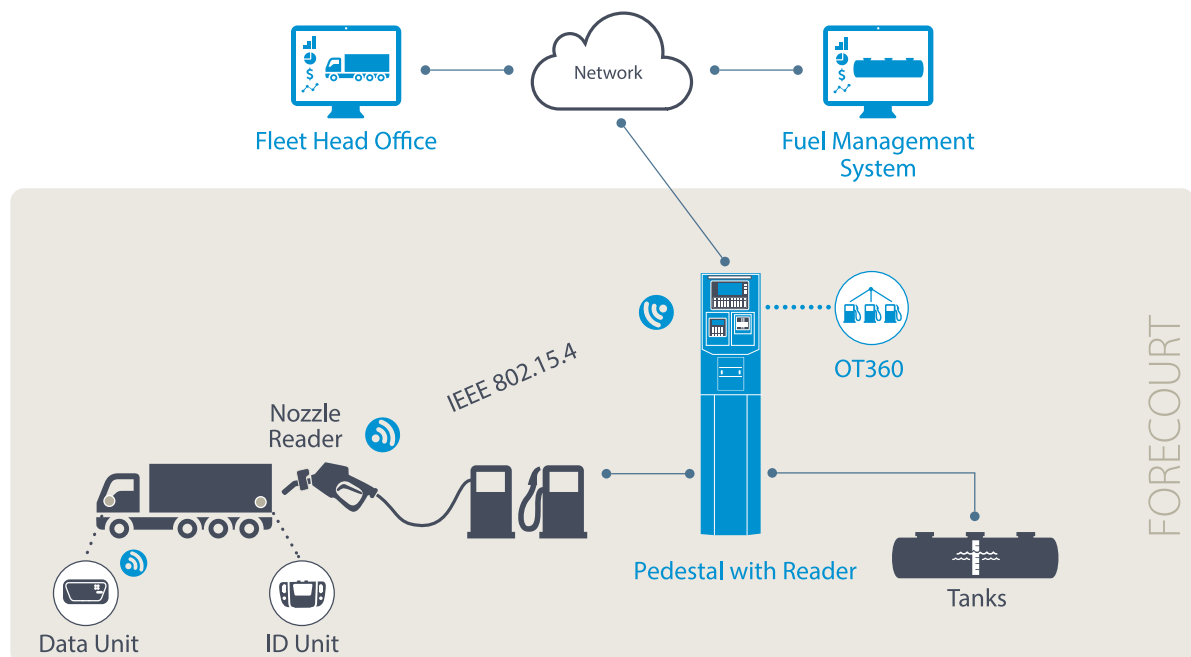 Network
Fleet Head Office
Fuel Management
System
$
$
IEEE 802.15.4
OT360
FORECOURT
Nozzle
Reader
Pedestal with Reader
Tanks
Data Unit
ID Unit